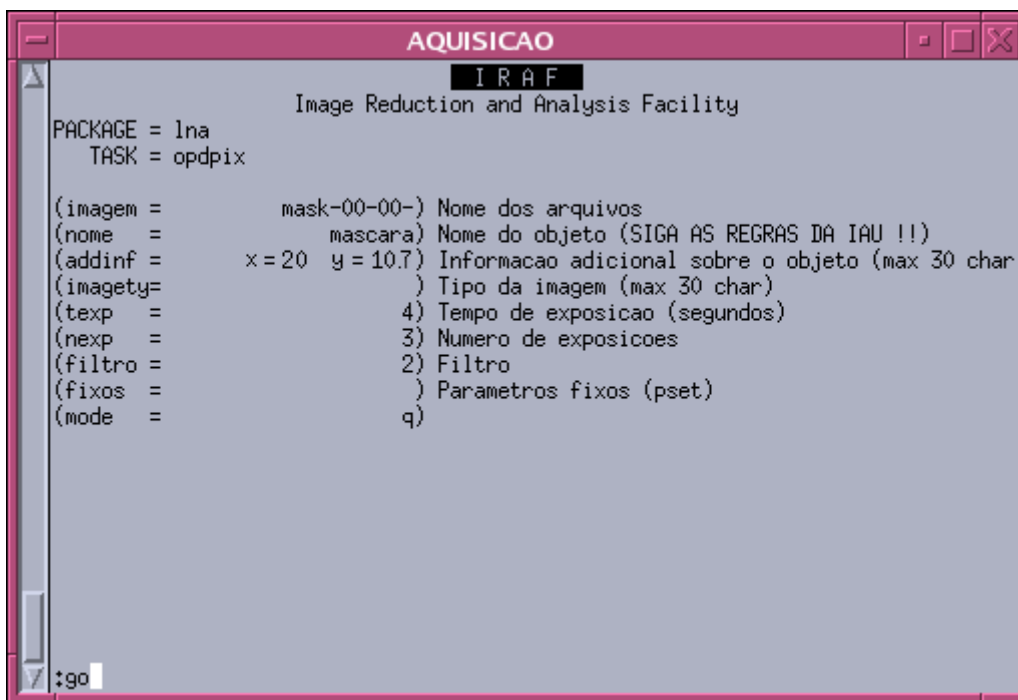 AQUISICAO
I R A F
Image Reduction and Analysis Facility
PACKAGE = lna
TASK = opdpix
(imagem = mask-00-00-) Nome dos arquivos
(nome = mascara) Nome do objeto (SIGA AS REGRAS DA IAU !!)
(addinf = x=20 y=10.7) Informacao adicional sobre o objeto (max 30 char
(imagety= ) Tipo da imagem (max 30 char)
(texp = 4) Tempo de exposicao (segundos)
(nexp = 3) Numero de exposicoes
(filtro = 2) Filtro
(fixos = ) Parametros fixos (pset)
(mode = q)
:go